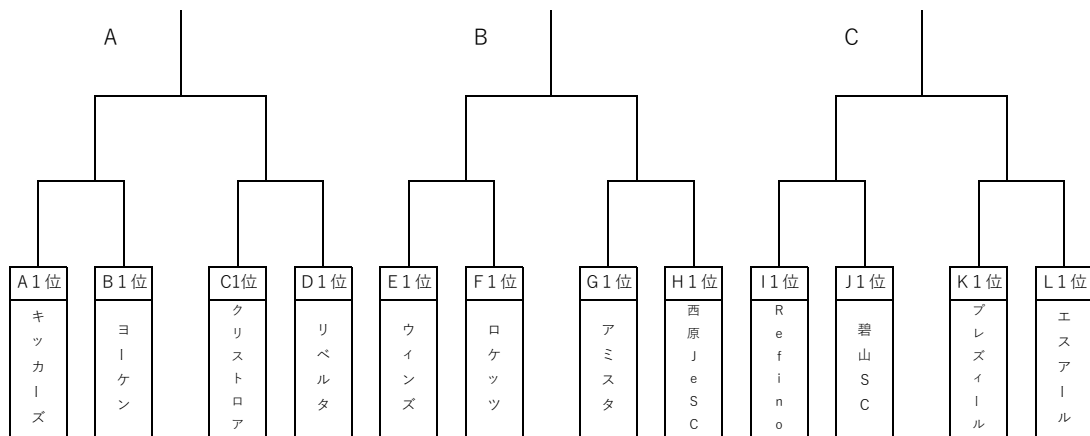 A
B
C
A1位
B1位
C1位
D1位
E1位
F1位
G1位
H1位
I1位
J1位
K1位
L1位
キッカーズ
ヨーケン
クリストロア
リベルタ
ウィンズ
ロケッツ
アミスタ
西原JeSC
Refino
碧山SC
プレズィール
エスアール